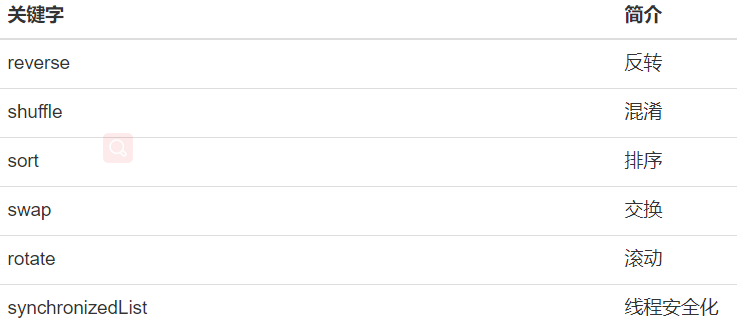 关键字 简介
reverse 反转
shuffle 混淆
sort 排序
swap 交换
rotate 滚动
synchronizedList 线程安全化